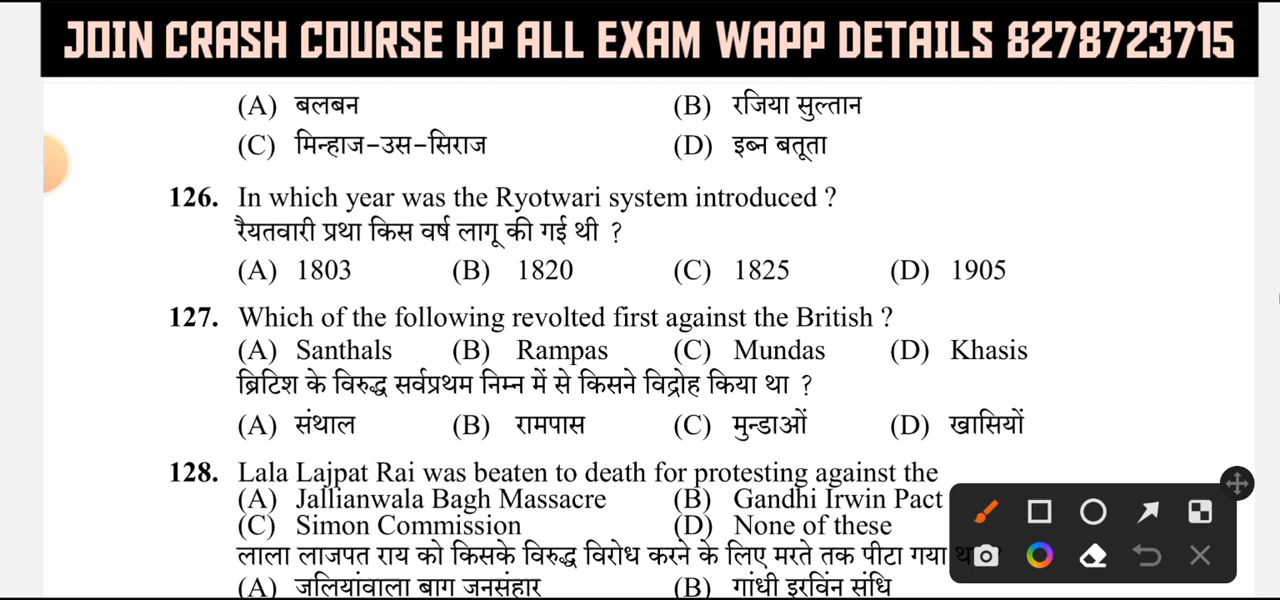 JOIN CRASH COURSE HP ALL EXAM WAPP DETAILS 8278723715
(A) बलबन (B) रजिया सुल्तान
(C) मिन्हाज-उस-सिराज (D) इब्न बतूता
126. In which year was the Ryotwari system introduced ?
रैयतवारी प्रथा किस वर्ष लागू की गई थी ?
(A) 1803 (B) 1820 (C) 1825 (D) 1905
127. Which of the following revolted first against the British ?
(A) Santhals (B) Rampas (C) Mundas (D) Khasis
ब्रिटिश के विरुद्ध सर्वप्रथम निम्न में से किसने विद्रोह किया था ?
(A) संथाल (B) रामपास (C) मुन्डाओं (D) खासियों
128. Lala Lajpat Rai was beaten to death for protesting against the
(A) Jallianwala Bagh Massacre (B) Gandhi Irwin Pact
(C) Simon Commission (D) None of these
लाला लाजपत राय को किसके विरुद्ध विरोध करने के लिए मरते तक पीटा गया
(A) जलियांवाला बाग जनसंहार (B) गांधी इरविंन संधि